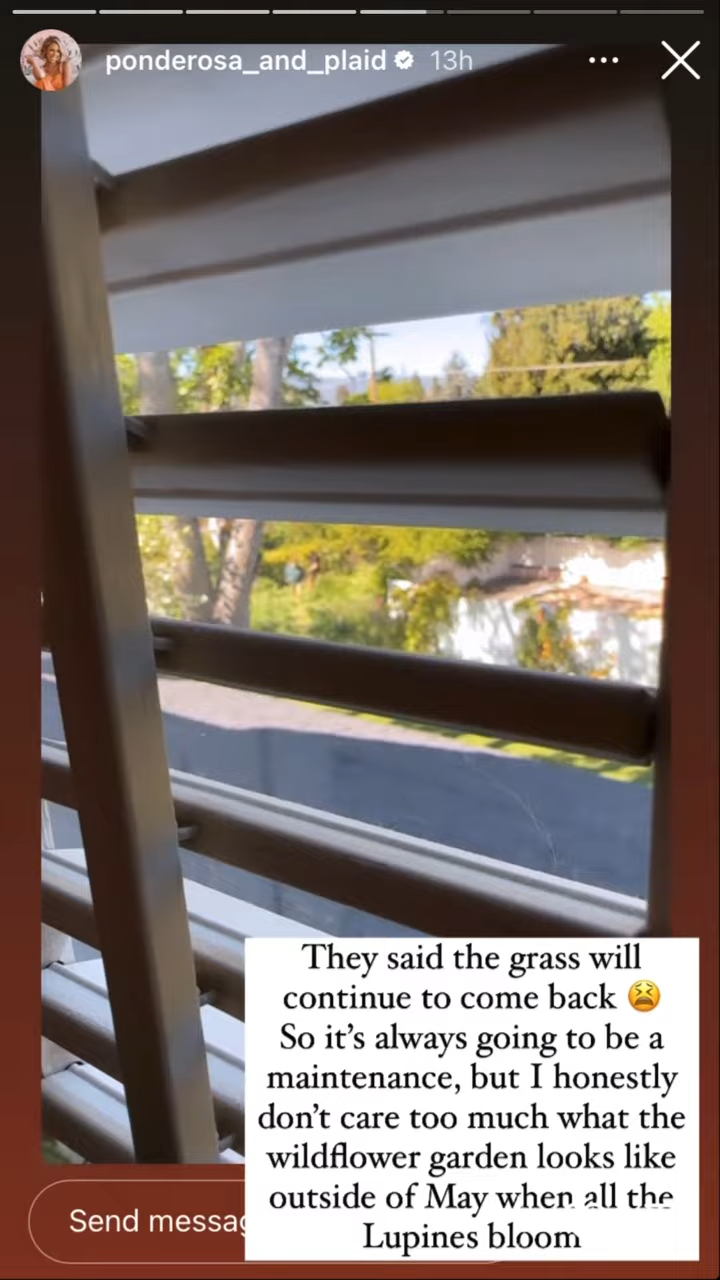 ponderosa_and_plaid 13h
They said the grass will
continue to come back 😫
So it’s always going to be a
maintenance, but I honestly
don’t care too much what the
wildflower garden looks like
outside of May when all the
Lupines bloom
Send messag